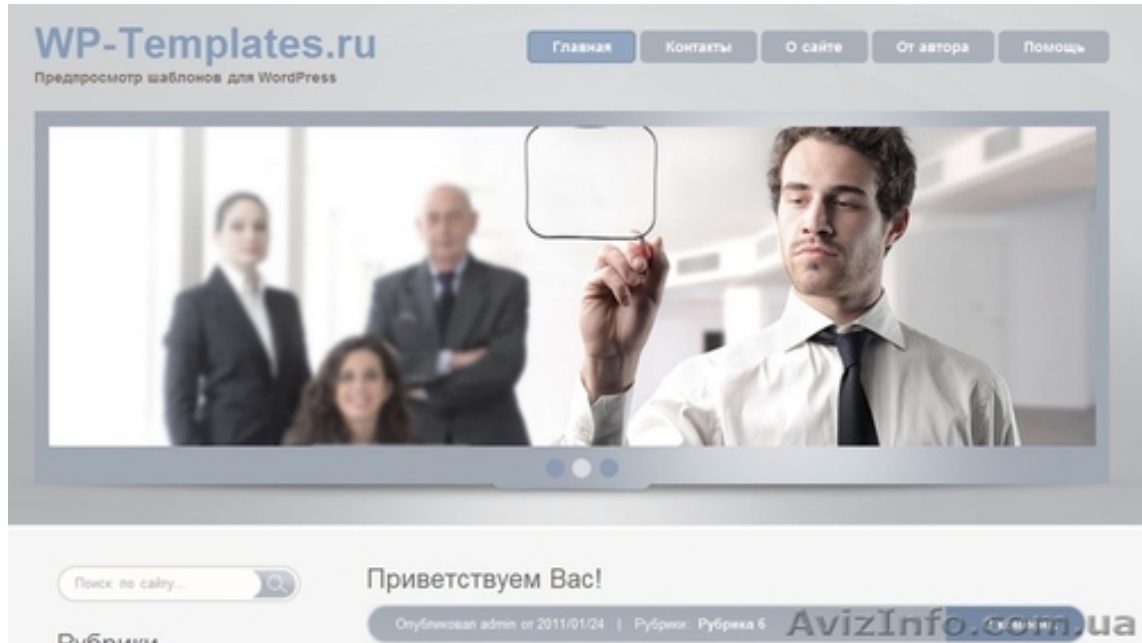 WP-Templates.ru
Предпросмотр шаблонов для WordPress
Главная
Контакты
О сайте
От автора
Помощь
Поиск по сайту...
Приветствуем Вас!
Опубликовал admin от 2011/01/24 | Рубрики: Рубрика 6
Рубрики
AvizInfo.com.ua